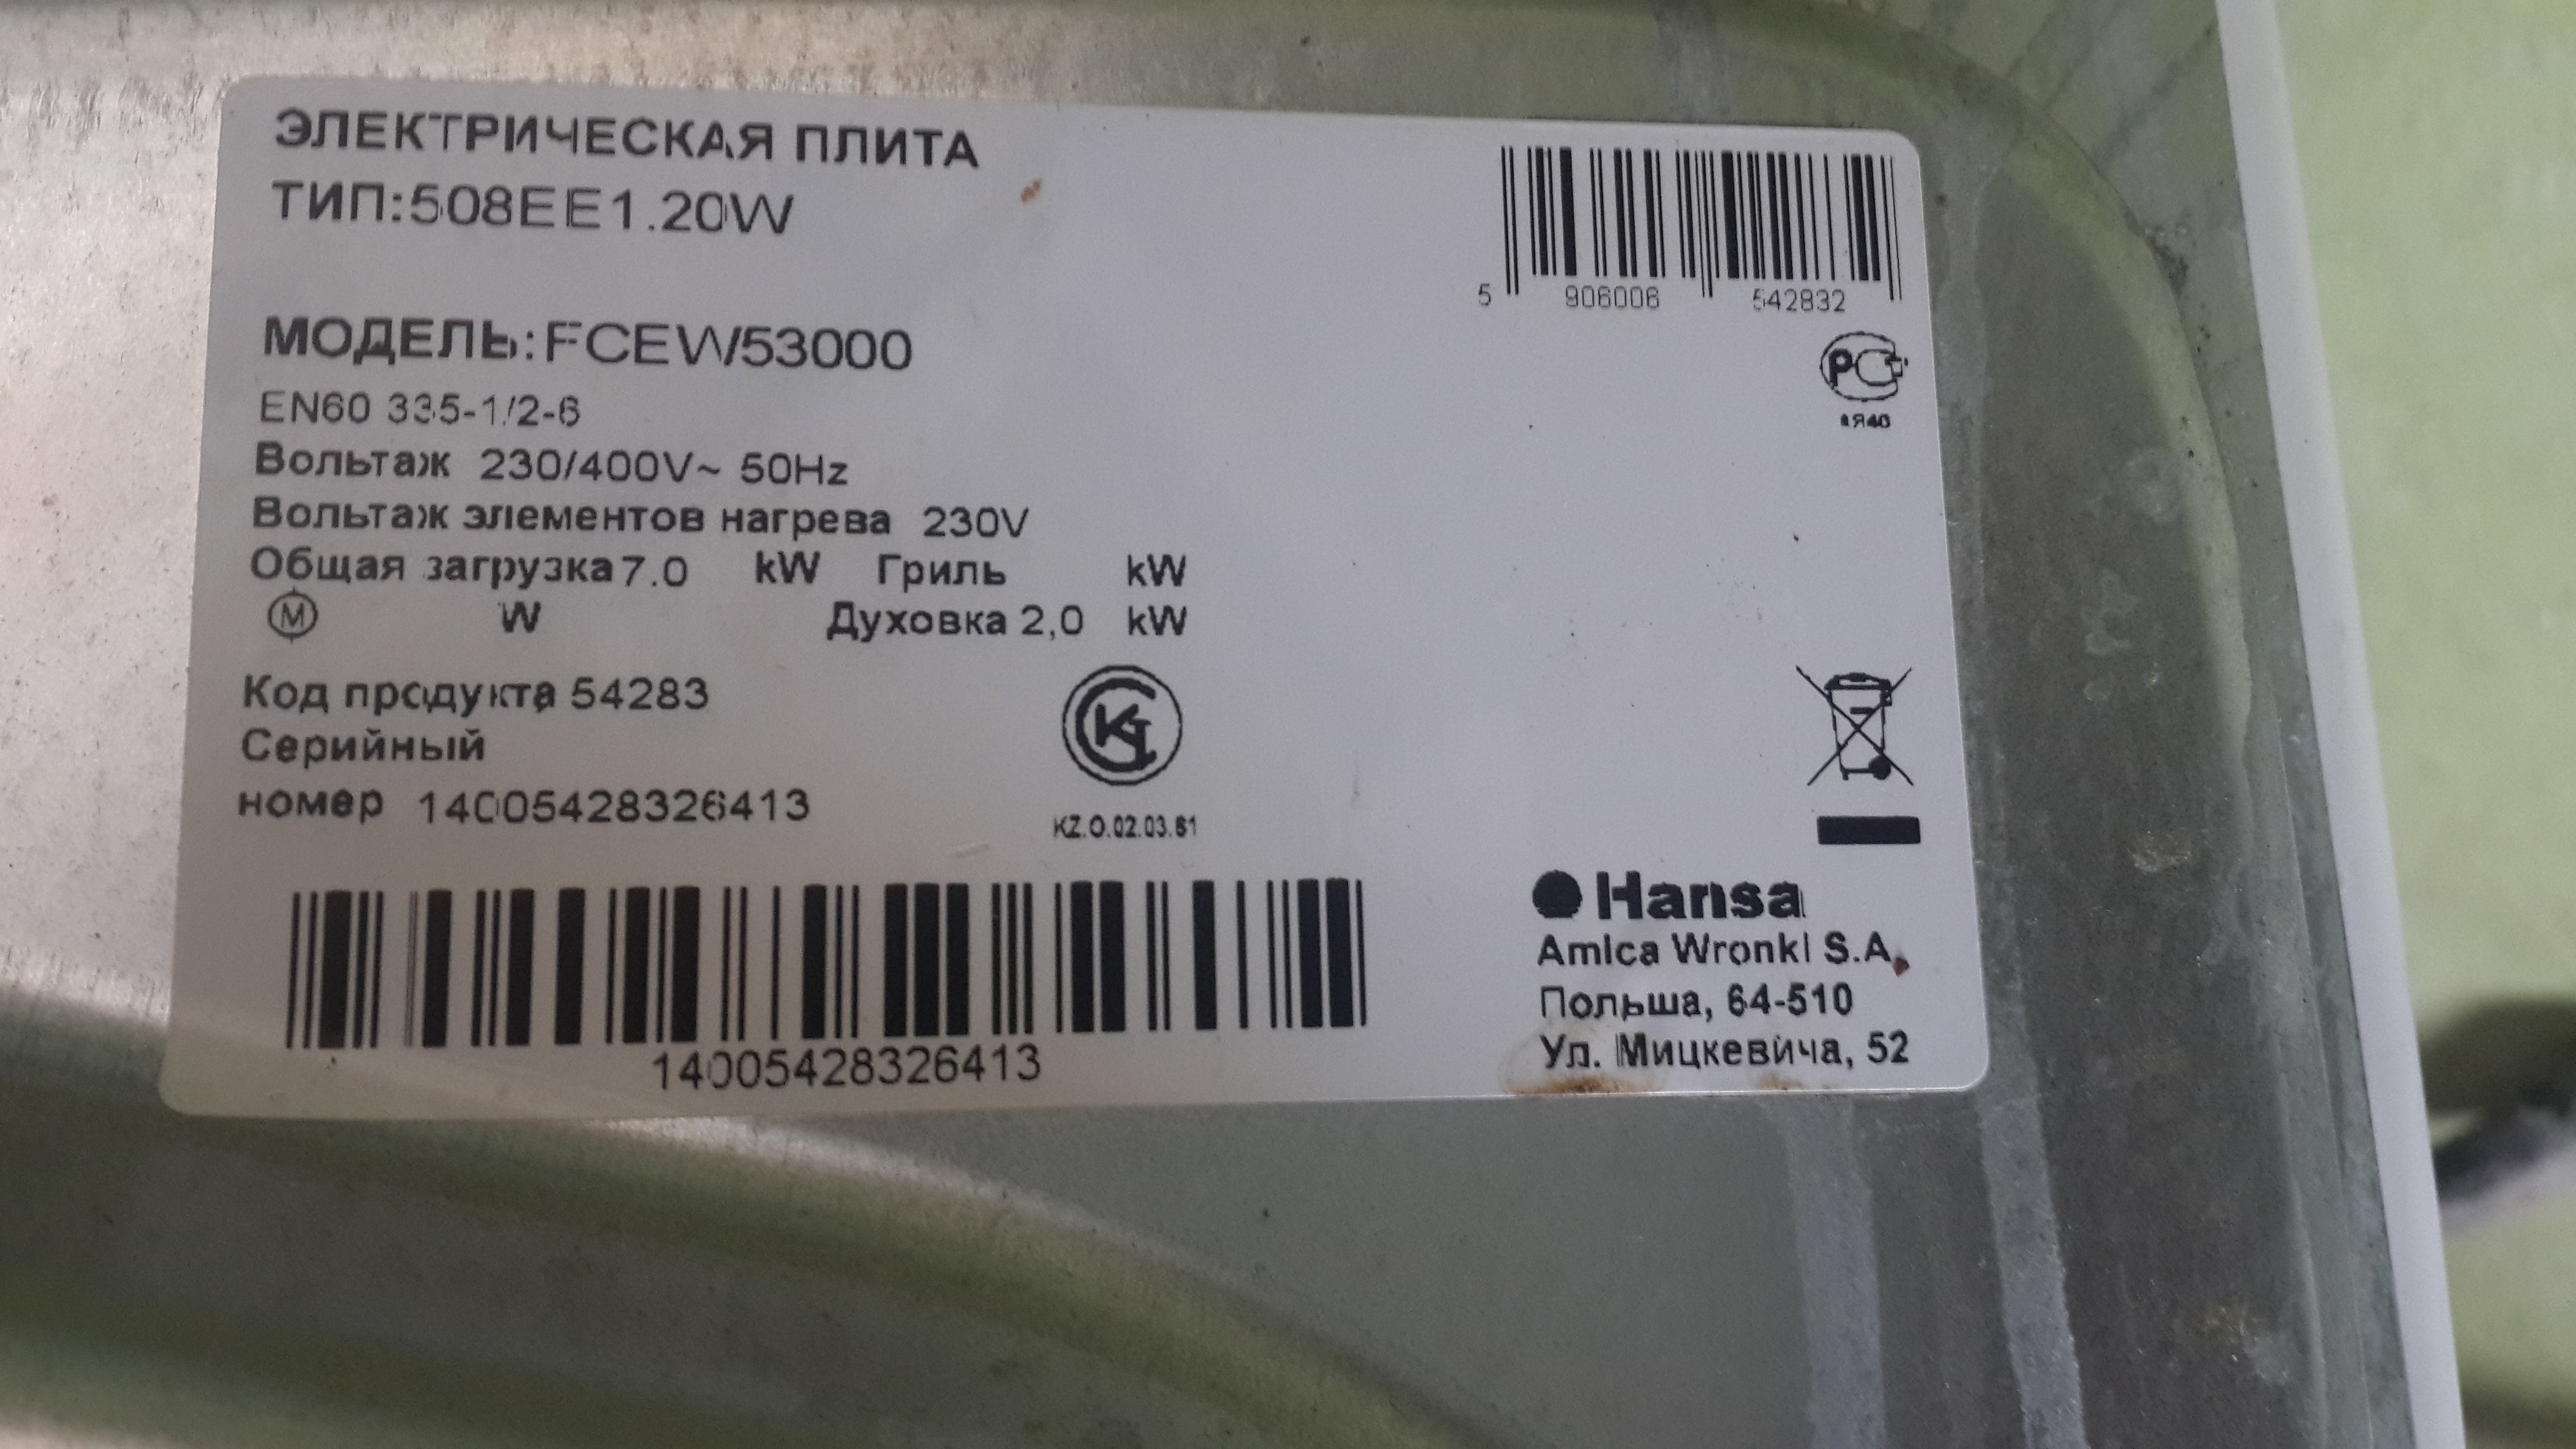 ЭЛЕКТРИЧЕСКАЯ ПЛИТА
ТИП:508EE1.20W
5 906006 542832
МОДЕЛЬ:FCEW53000
EN60 335-1/2-6
Вольтаж 230/400V~ 50Hz
Вольтаж элементов нагрева 230V
Общая загрузка 7.0 kW Гриль kW
M W Духовка 2,0 kW
Код продукта 54283
Серийный
номер 14005428326413
KZ.O.02.03.61
14005428326413
Hansa
Amica Wronki S.A.
Польша, 64-510
Ул. Мицкевича, 52